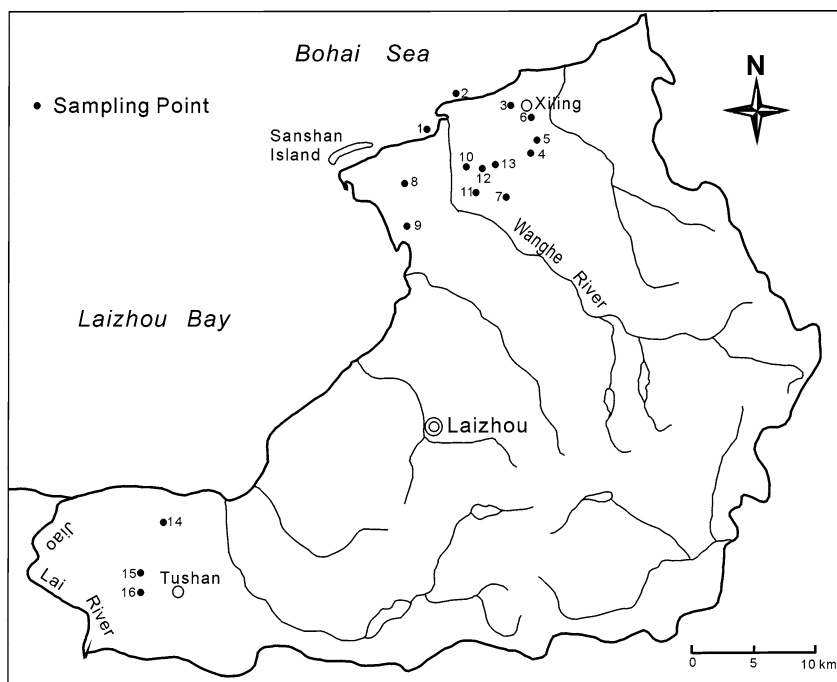 Bohai Sea
N
Sampling Point
2
3
Xiling
6
1
Sanshan
Island
5
4
10
13
12
8
11
7
9
Wanghe River
Laizhou Bay
Laizhou
14
Jiao
Lai
River
15
Tushan
16
0 5 10 km